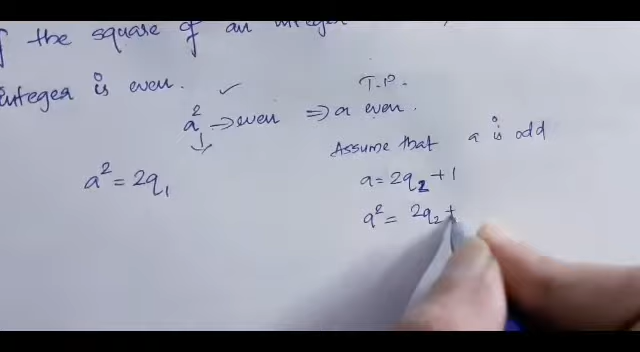 the square of an integer
integer is even.
T.P.
a² → even ⇒ a even.
Assume that a is odd
a² = 2q₁
a = 2q₂ + 1
a² = 2q₂ +